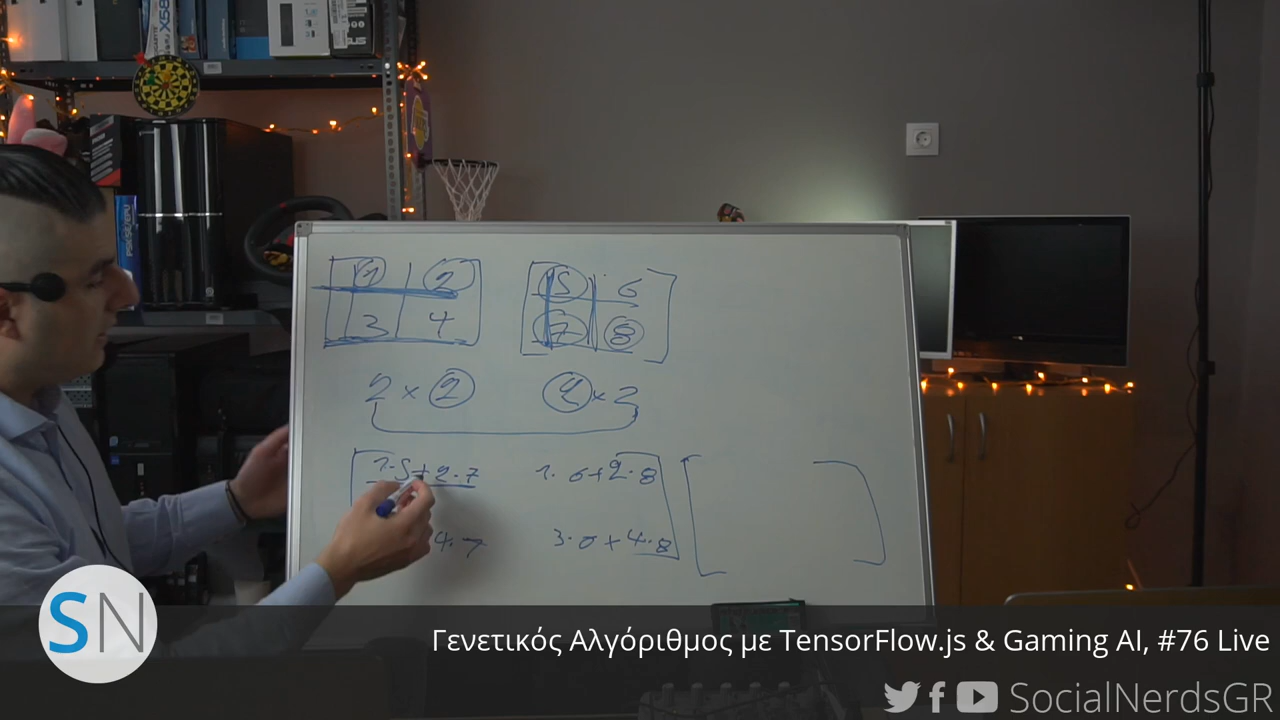 1 2
3 4
5 6
7 8
2 × 2
2 × 2
1·5+2·7
1·6+2·8
4·7
3·6+4·8
SN
Γενετικός Αλγόριθμος με TensorFlow.js & Gaming AI, #76 Live
SocialNerdsGR